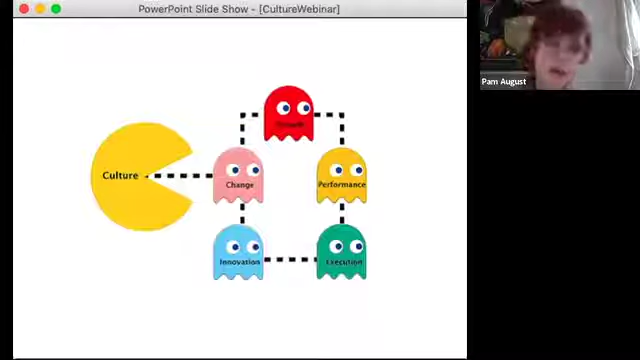 PowerPoint Slide Show - [CultureWebinar]
Pam August
Culture
Change
Performance
Innovation
Execution